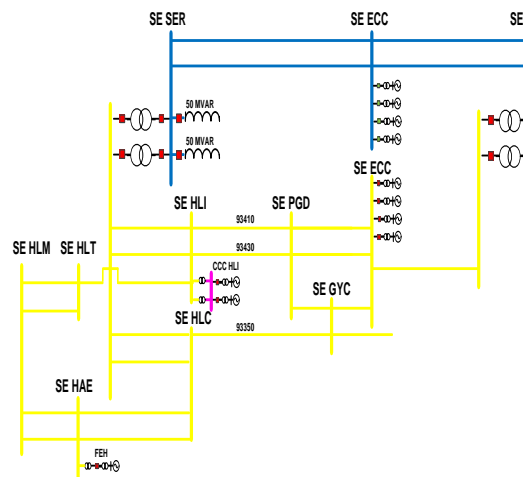 SE SER
SE ECC
SE
50 MVAR
50 MVAR
SE ECC
SE HLI
SE PGD
93410
93430
SE HLM
SE HLT
CCC HLI
SE GYC
SE HLC
93350
SE HAE
FEH